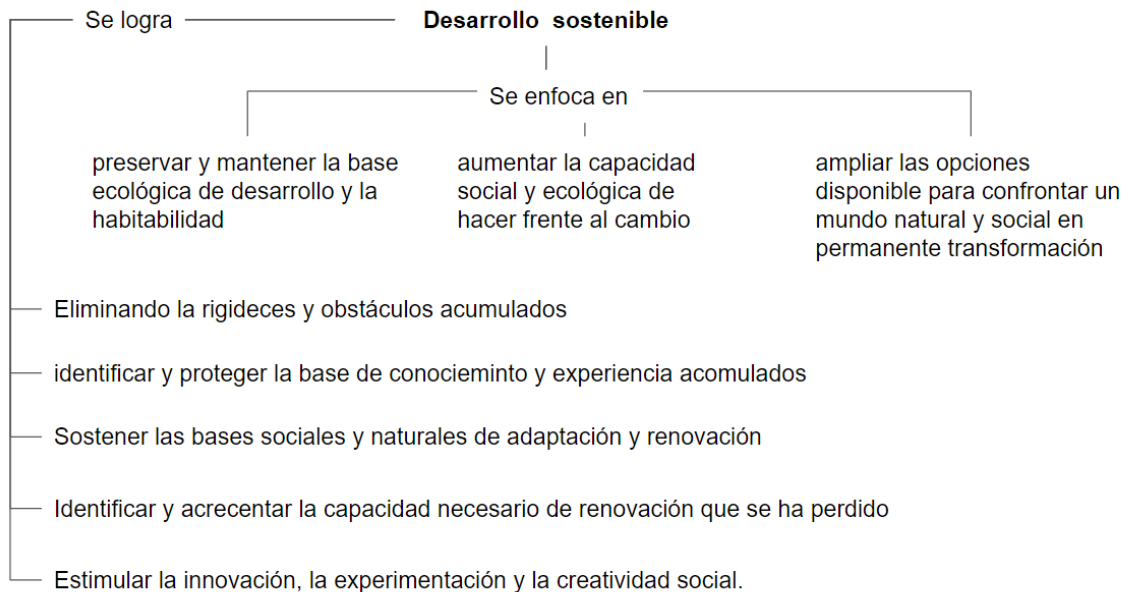 Se logra
Desarrollo sostenible
Se enfoca en
preservar y mantener la base
ecológica de desarrollo y la
habitabilidad
aumentar la capacidad
social y ecológica de
hacer frente al cambio
ampliar las opciones
disponible para confrontar un
mundo natural y social en
permanente transformación
Eliminando la rigideces y obstáculos acumulados
identificar y proteger la base de conocieminto y experiencia acomulados
Sostener las bases sociales y naturales de adaptación y renovación
Identificar y acrecentar la capacidad necesario de renovación que se ha perdido
Estimular la innovación, la experimentación y la creatividad social.